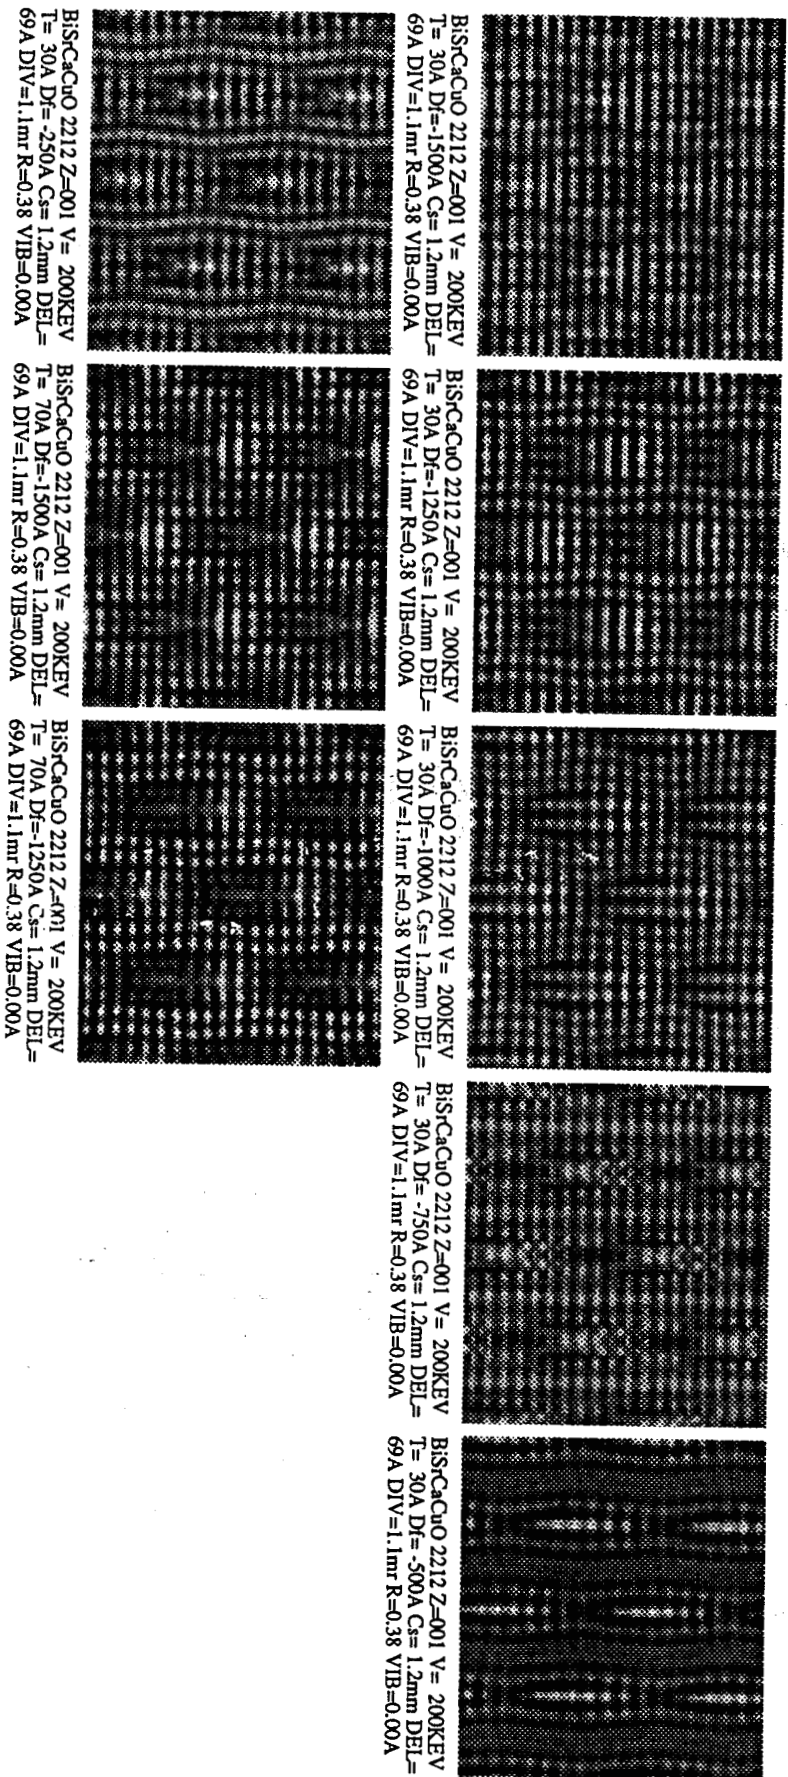 BiSrCaCuO 2212 Z=001 V= 200KEV
T= 30A Df=-1500A Cs= 1.2mm DEL=
69A DIV=1.1mr R=0.38 VIB=0.00A
BiSrCaCuO 2212 Z=001 V= 200KEV
T= 30A Df=-1250A Cs= 1.2mm DEL=
69A DIV=1.1mr R=0.38 VIB=0.00A
BiSrCaCuO 2212 Z=001 V= 200KEV
T= 30A Df=-1000A Cs= 1.2mm DEL=
69A DIV=1.1mr R=0.38 VIB=0.00A
BiSrCaCuO 2212 Z=001 V= 200KEV
T= 30A Df= -750A Cs= 1.2mm DEL=
69A DIV=1.1mr R=0.38 VIB=0.00A
BiSrCaCuO 2212 Z=001 V= 200KEV
T= 30A Df= -500A Cs= 1.2mm DEL=
69A DIV=1.1mr R=0.38 VIB=0.00A
BiSrCaCuO 2212 Z=001 V= 200KEV
T= 30A Df= -250A Cs= 1.2mm DEL=
69A DIV=1.1mr R=0.38 VIB=0.00A
BiSrCaCuO 2212 Z=001 V= 200KEV
T= 70A Df=-1500A Cs= 1.2mm DEL=
69A DIV=1.1mr R=0.38 VIB=0.00A
BiSrCaCuO 2212 Z=001 V= 200KEV
T= 70A Df=-1250A Cs= 1.2mm DEL=
69A DIV=1.1mr R=0.38 VIB=0.00A